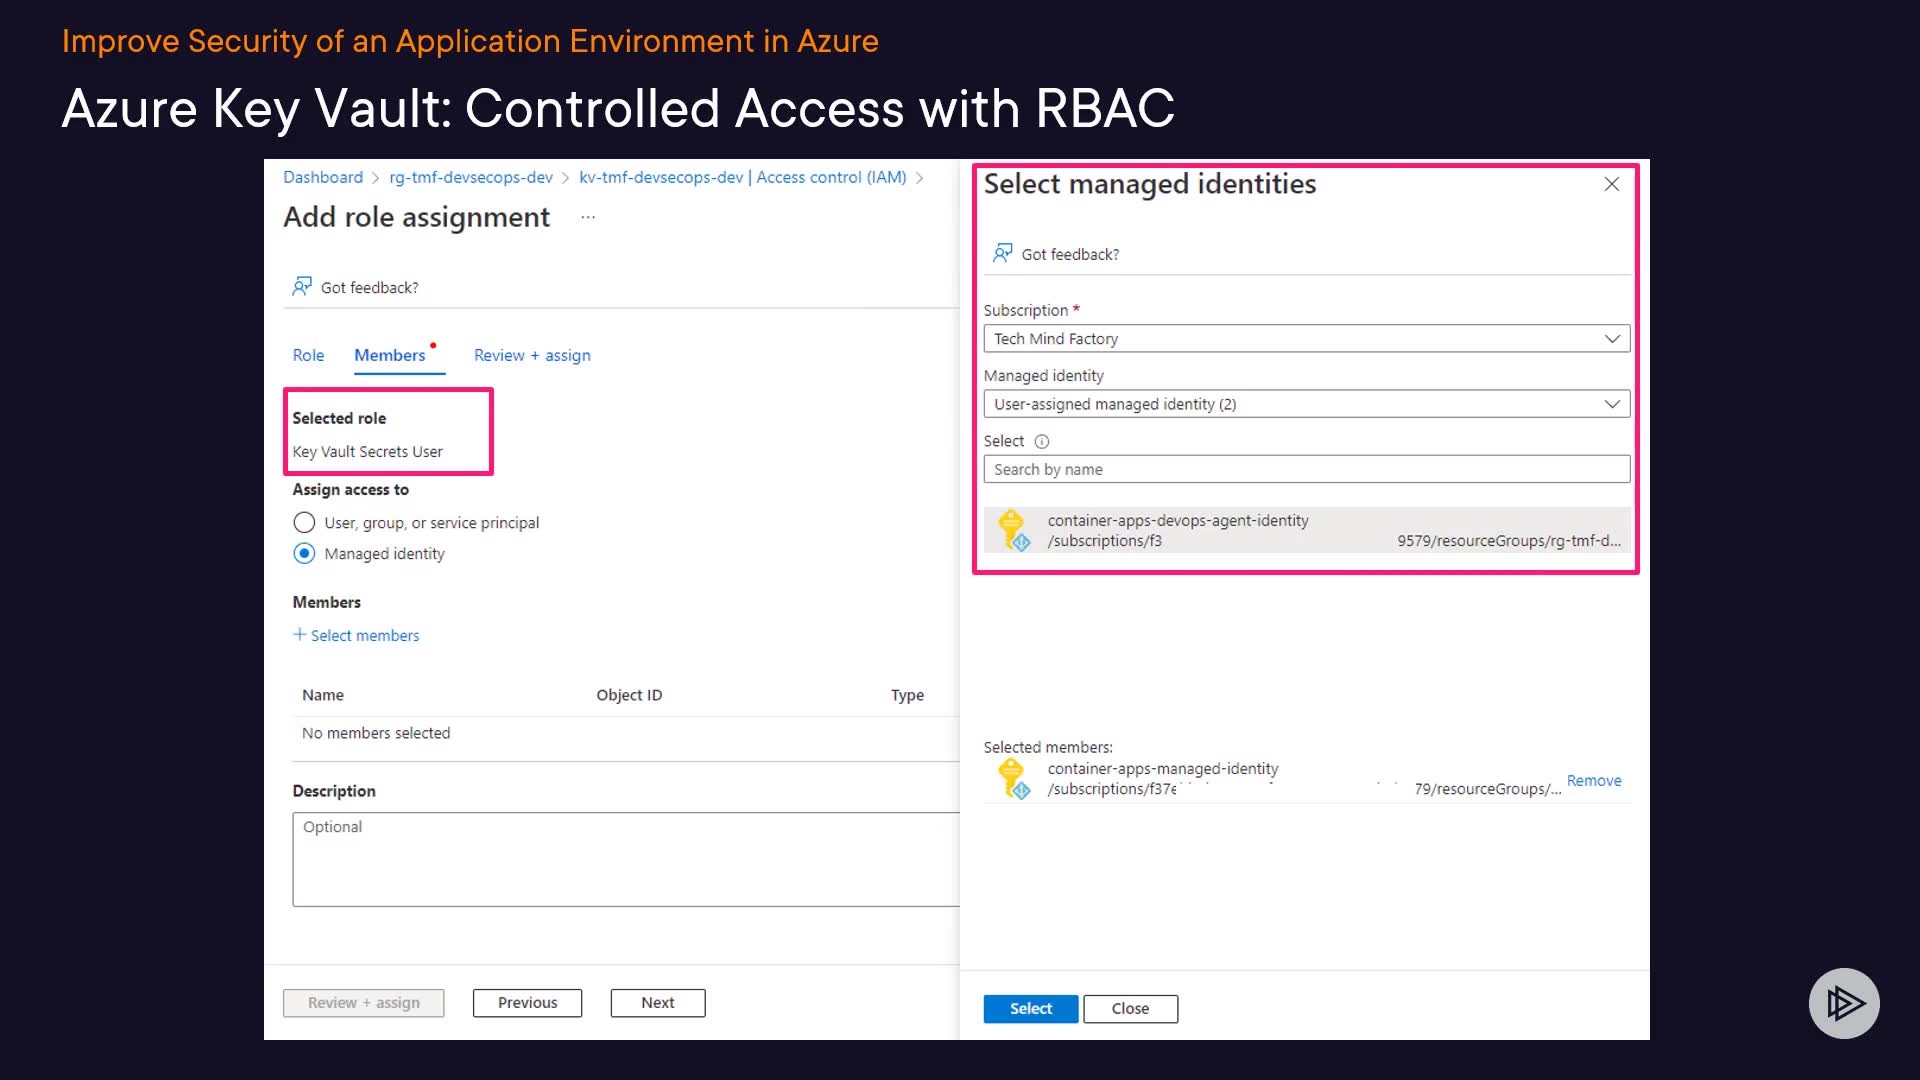 Improve Security of an Application Environment in Azure
Azure Key Vault: Controlled Access with RBAC
Dashboard > rg-tmf-devsecops-dev > kv-tmf-devsecops-dev | Access control (IAM) >
Add role assignment ...
Got feedback?
Role Members Review + assign
Selected role
Key Vault Secrets User
Assign access to
User, group, or service principal
Managed identity
Members
+ Select members
Name Object ID Type
No members selected
Description
Optional
Review + assign Previous Next
Select managed identities
Got feedback?
Subscription *
Tech Mind Factory
Managed identity
User-assigned managed identity (2)
Select
Search by name
container-apps-devops-agent-identity
/subscriptions/f3 9579/resourceGroups/rg-tmf-d...
Selected members:
container-apps-managed-identity
/subscriptions/f37e 79/resourceGroups/... Remove
Select Close